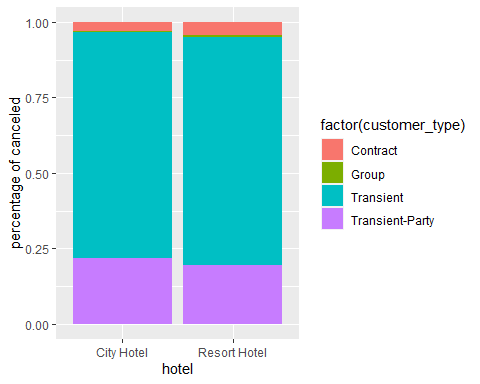 1.00
0.75
0.50
0.25
0.00
percentage of canceled
City Hotel
Resort Hotel
hotel
factor(customer_type)
Contract
Group
Transient
Transient-Party